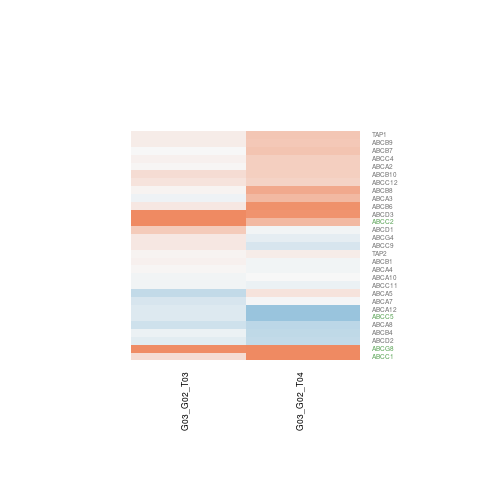 TAP1
ABCB9
ABCB7
ABCC4
ABCA2
ABCB10
ABCC12
ABCB8
ABCA3
ABCB6
ABCD3
ABCC2
ABCD1
ABCG4
ABCC9
TAP2
ABCB1
ABCA4
ABCA10
ABCC11
ABCA5
ABCA7
ABCA12
ABCC5
ABCA8
ABCB4
ABCD2
ABCG8
ABCC1
G03_G02_T03
G03_G02_T04